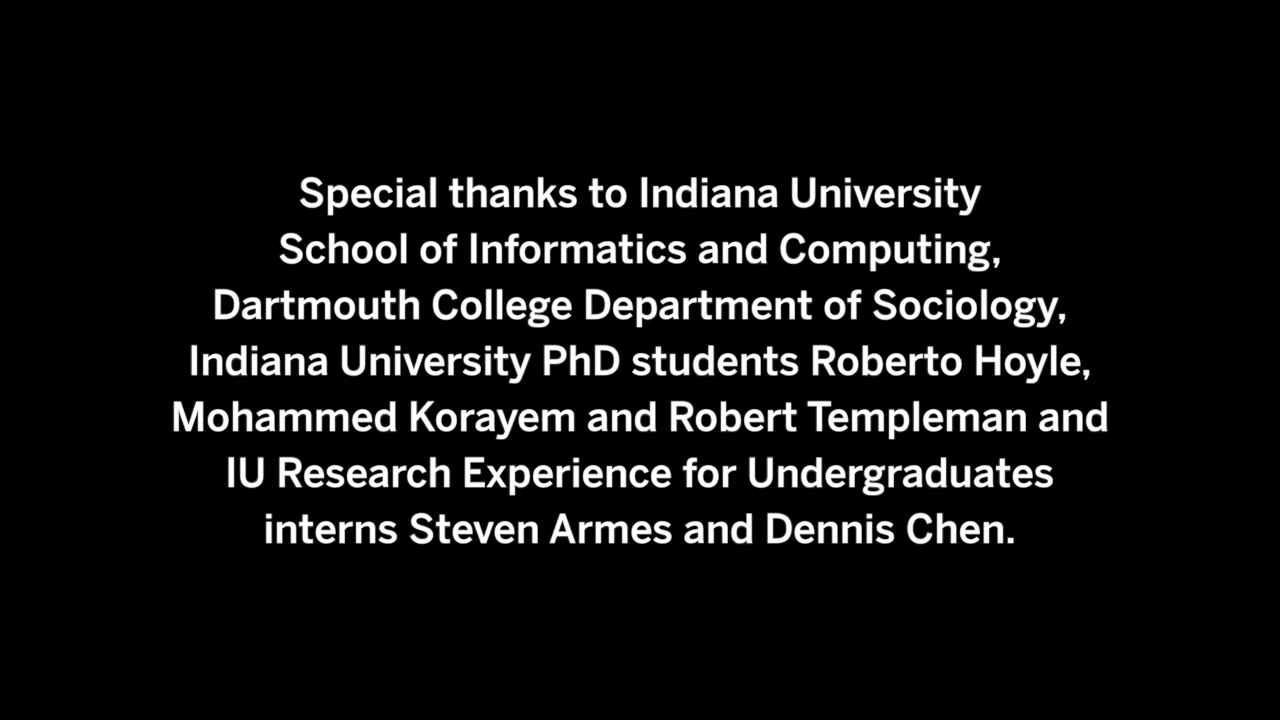 Special thanks to Indiana University
School of Informatics and Computing,
Dartmouth College Department of Sociology,
Indiana University PhD students Roberto Hoyle,
Mohammed Korayem and Robert Templeman and
IU Research Experience for Undergraduates
interns Steven Armes and Dennis Chen.